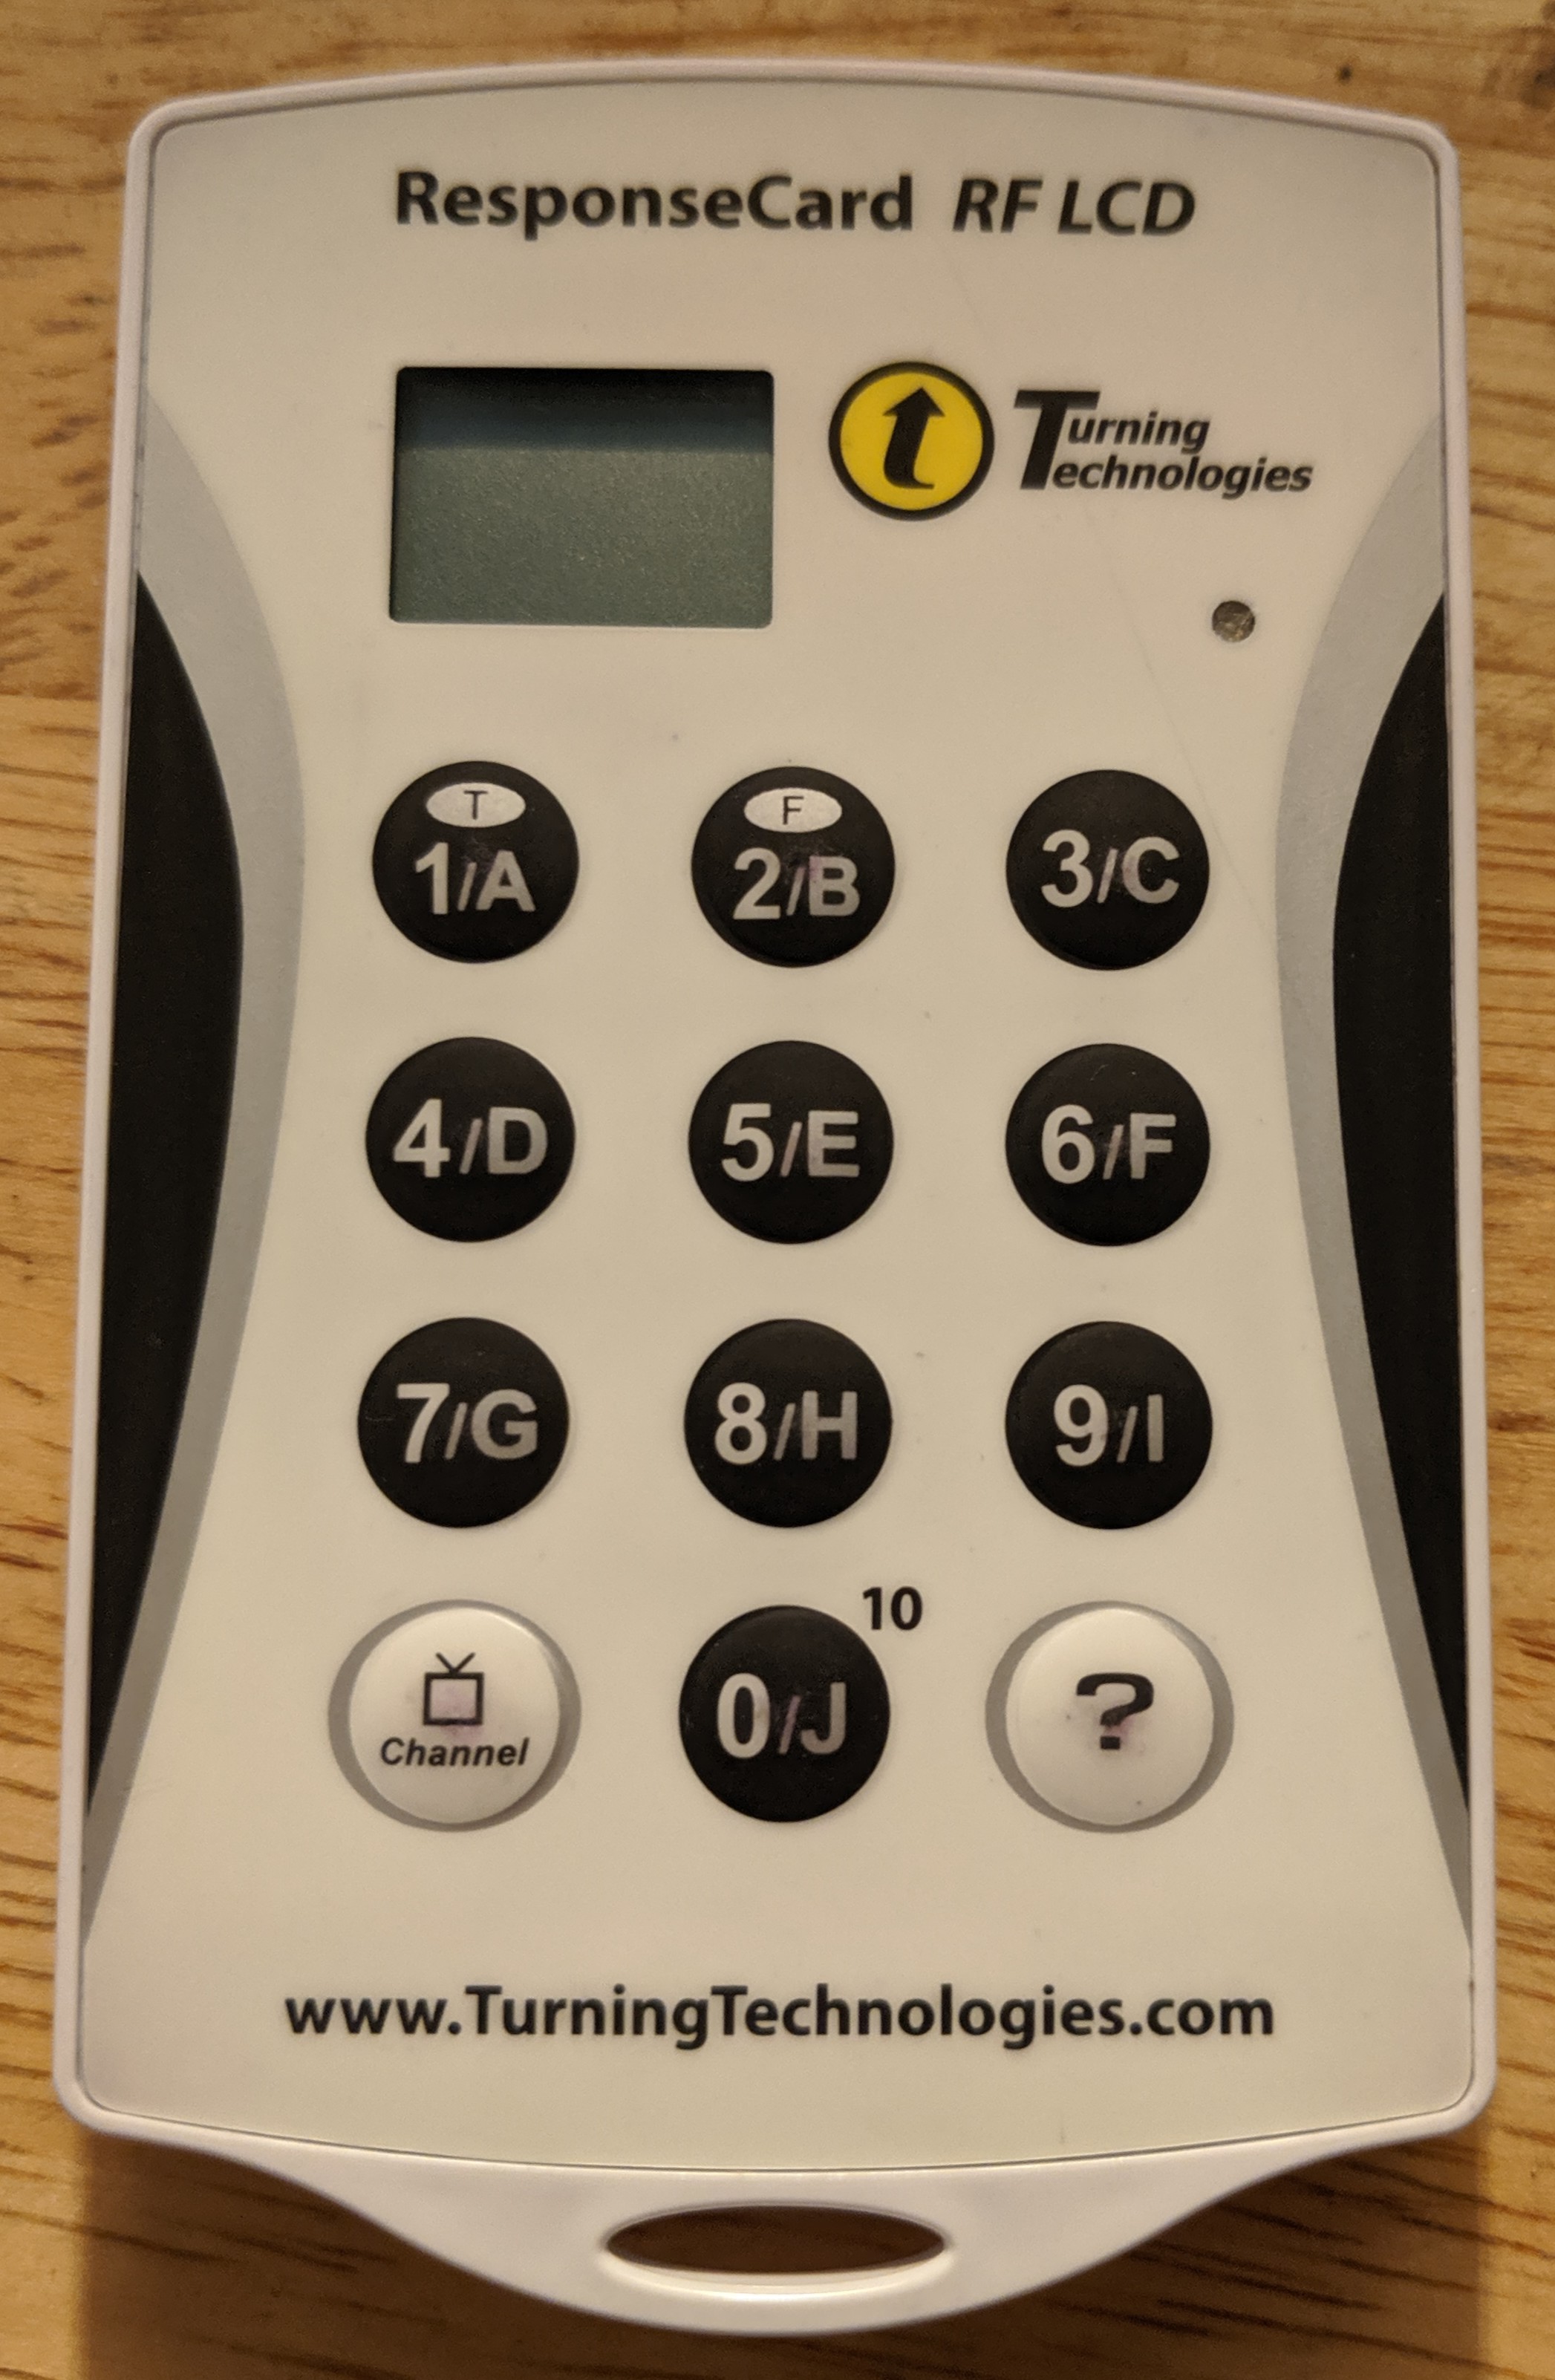 ResponseCard RF LCD
Turning
Technologies
T
F
1/A
2/B
3/C
4/D
5/E
6/F
7/G
8/H
9/I
10
Channel
0/J
?
www.TurningTechnologies.com